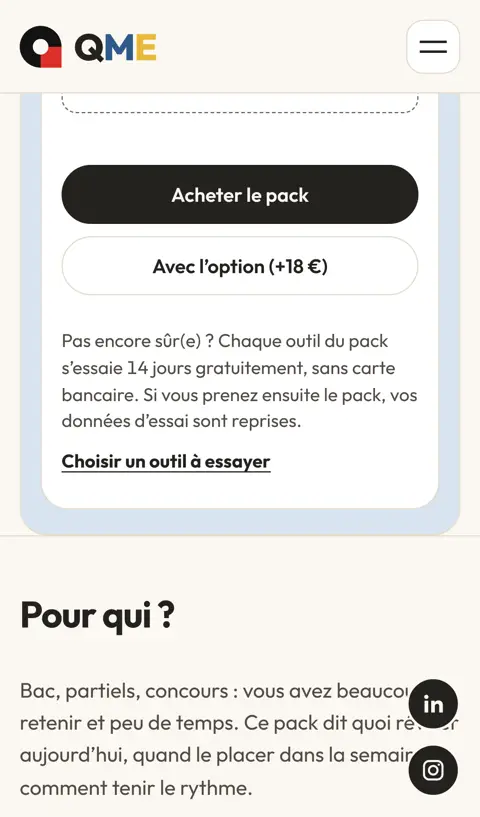 QME
Acheter le pack
Avec l’option (+18 €)
Pas encore sûr(e) ? Chaque outil du pack
s’essaie 14 jours gratuitement, sans carte
bancaire. Si vous prenez ensuite le pack, vos
données d’essai sont reprises.
Choisir un outil à essayer
Pour qui ?
Bac, partiels, concours : vous avez
retenir et peu de temps. Ce pack dit quoi
aujourd’hui, quand le placer dans la
comment tenir le rythme.
in